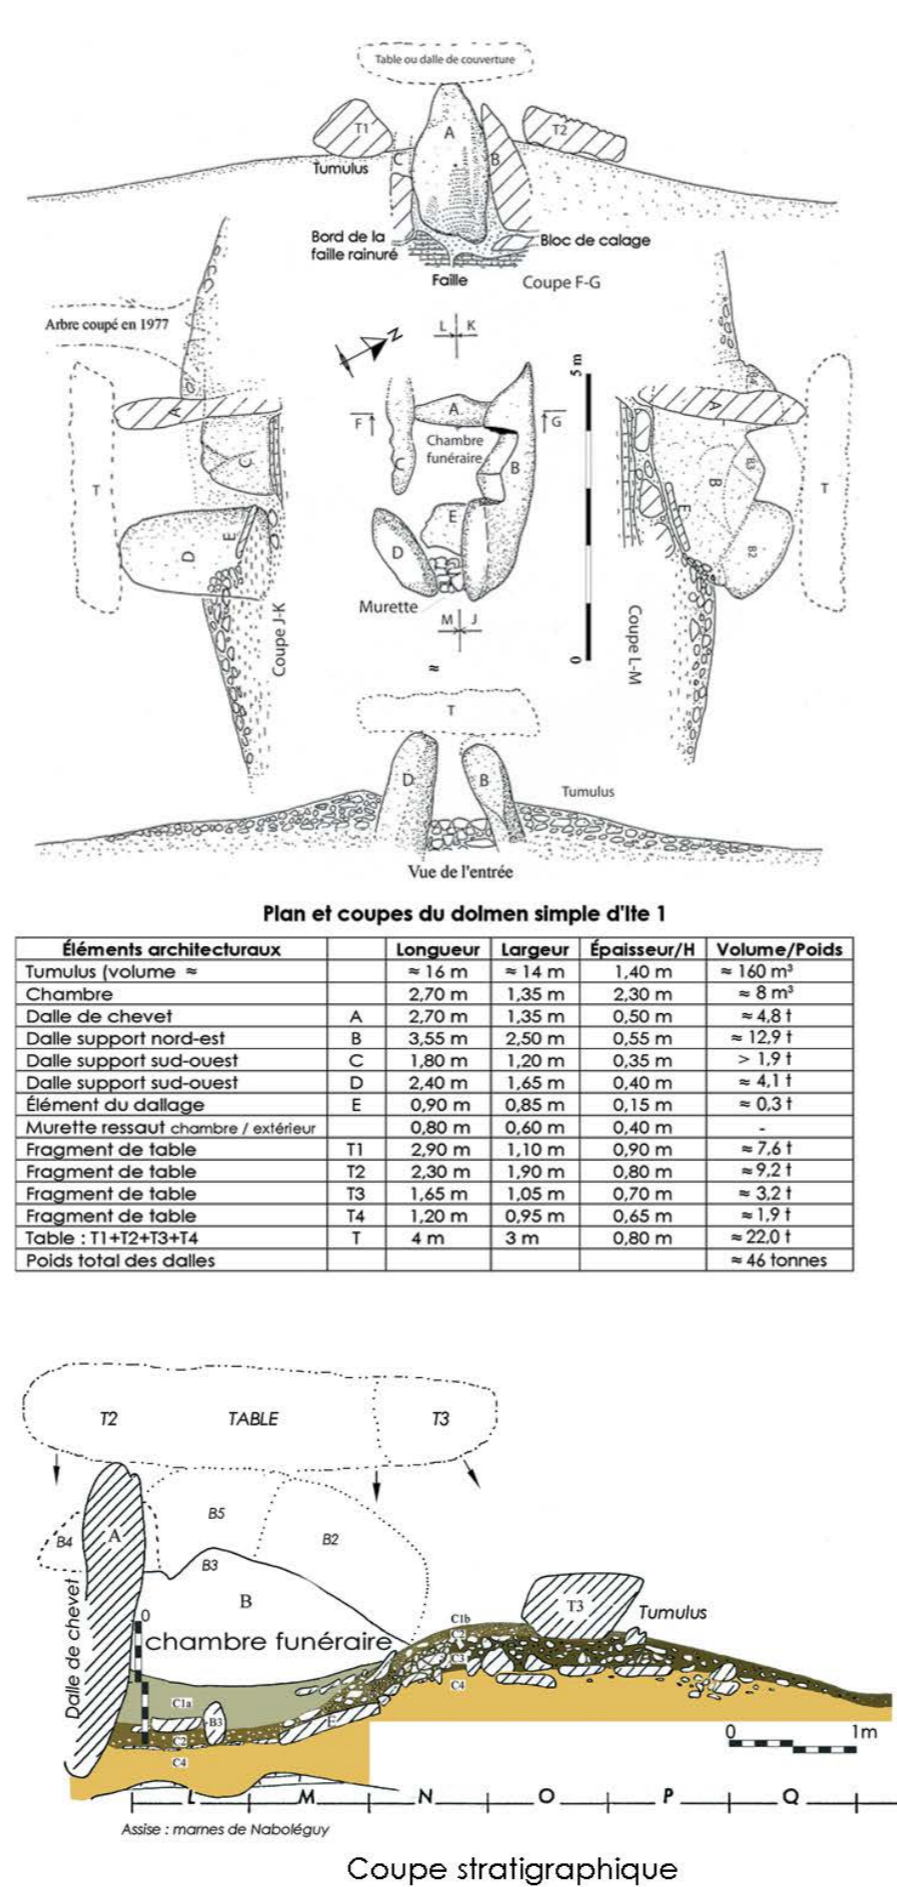 Table ou dalle de couverture
T1
A
T2
Tumulus
C
B
Bord de la
faille rainuré
Bloc de calage
Faille
Coupe F-G
Arbre coupé en 1977
N
L K
5 m
B4
A
A
A
F
G
Chambre
funéraire
C
C
B
B
B3
T
T
E
E
E
D
D
B2
Murette
M J
Coupe J-K
Coupe L-M
0
≈
T
D
B
Tumulus
Vue de l'entrée
Plan et coupes du dolmen simple d'Ite 1
Éléments architecturaux Longueur Largeur Épaisseur/H Volume/Poids
Tumulus (volume ≈ ≈ 16 m ≈ 14 m 1,40 m ≈ 160 m³
Chambre 2,70 m 1,35 m 2,30 m ≈ 8 m³
Dalle de chevet A 2,70 m 1,35 m 0,50 m ≈ 4,8 t
Dalle support nord-est B 3,55 m 2,50 m 0,55 m ≈ 12,9 t
Dalle support sud-ouest C 1,80 m 1,20 m 0,35 m > 1,9 t
Dalle support sud-ouest D 2,40 m 1,65 m 0,40 m ≈ 4,1 t
Élément du dallage E 0,90 m 0,85 m 0,15 m ≈ 0,3 t
Murette ressaut chambre / extérieur 0,80 m 0,60 m 0,40 m -
Fragment de table T1 2,90 m 1,10 m 0,90 m ≈ 7,6 t
Fragment de table T2 2,30 m 1,90 m 0,80 m ≈ 9,2 t
Fragment de table T3 1,65 m 1,05 m 0,70 m ≈ 3,2 t
Fragment de table T4 1,20 m 0,95 m 0,65 m ≈ 1,9 t
Table : T1+T2+T3+T4 T 4 m 3 m 0,80 m ≈ 22,0 t
Poids total des dalles ≈ 46 tonnes
T2 TABLE T3
B5
B4
A
B2
B3
B
Dalle de chevet
0
chambre funéraire
T3
Tumulus
C1b
C2
C3
C4
C1a
B3
E
C2
C4
0 1m
L M N O P Q
Assise : marnes de Naboléguy
Coupe stratigraphique